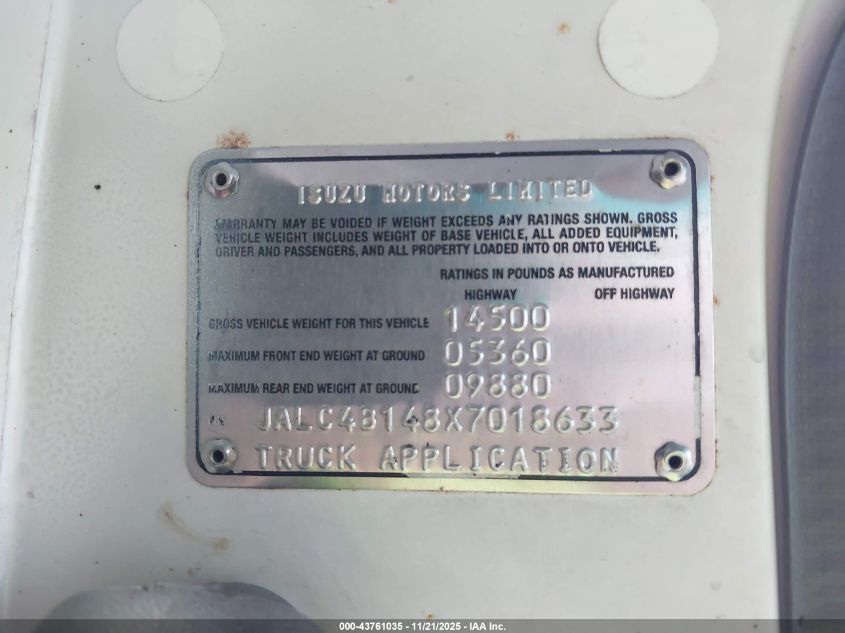 ISUZU MOTORS LIMITED
WARRANTY MAY BE VOIDED IF WEIGHT EXCEEDS ANY RATINGS SHOWN. GROSS
VEHICLE WEIGHT INCLUDES WEIGHT OF BASE VEHICLE, ALL ADDED EQUIPMENT,
DRIVER AND PASSENGERS, AND ALL PROPERTY LOADED INTO OR ONTO VEHICLE.
RATINGS IN POUNDS AS MANUFACTURED
HIGHWAY OFF HIGHWAY
GROSS VEHICLE WEIGHT FOR THIS VEHICLE 14500
MAXIMUM FRONT END WEIGHT AT GROUND 05360
MAXIMUM REAR END WEIGHT AT GROUND 09880
VIN JALC4B148X7018633
TRUCK APPLICATION
000-43761035 - 11/21/2025 - IAA Inc.